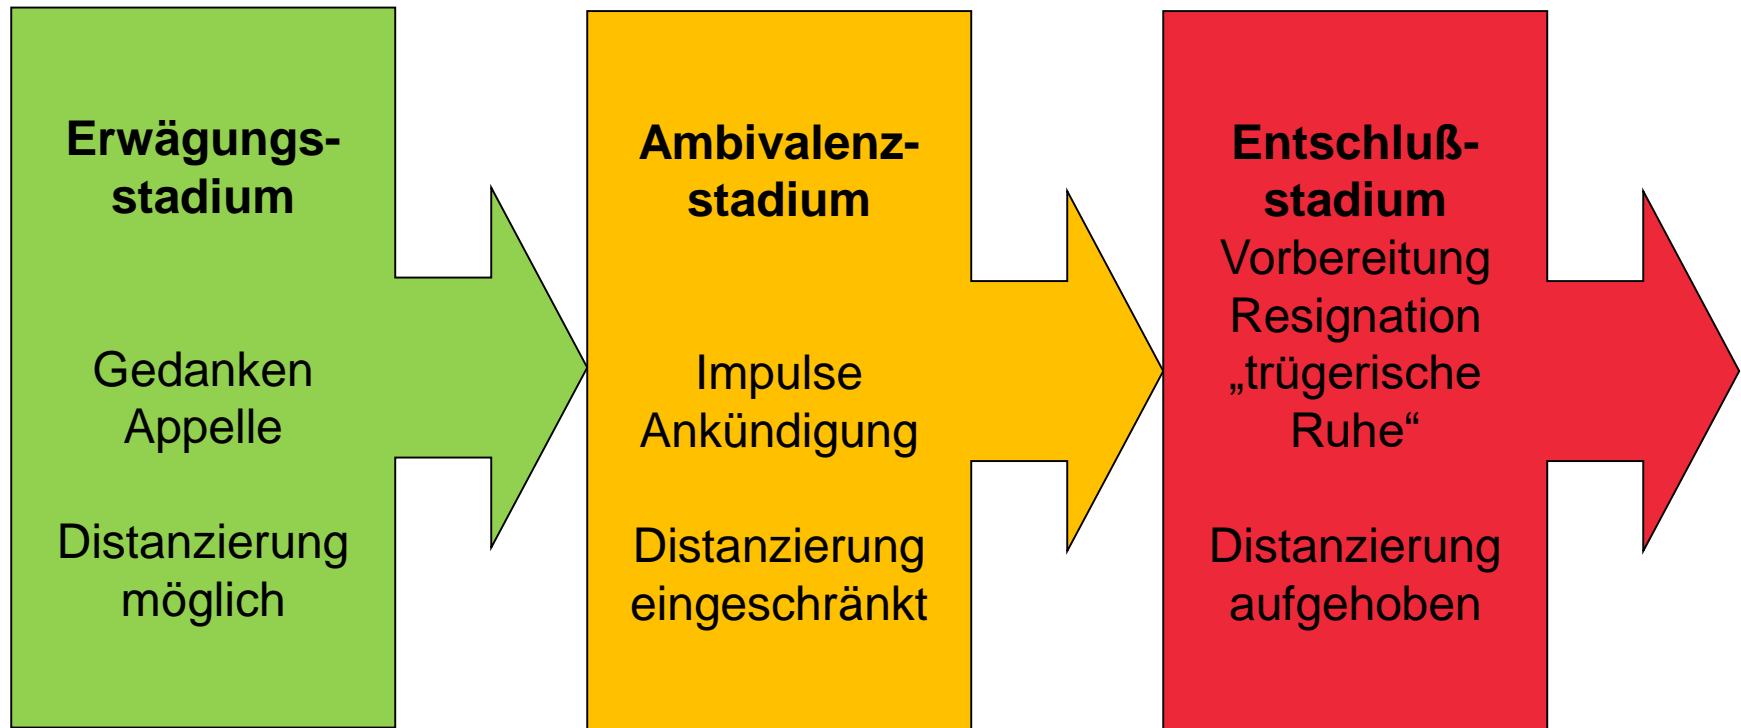 Erwägungs-
stadium
Gedanken
Appelle
Distanzierung
möglich
Ambivalenz-
stadium
Impulse
Ankündigung
Distanzierung
eingeschränkt
Entschluß-
stadium
Vorbereitung
Resignation
„trügerische
Ruhe“
Distanzierung
aufgehoben